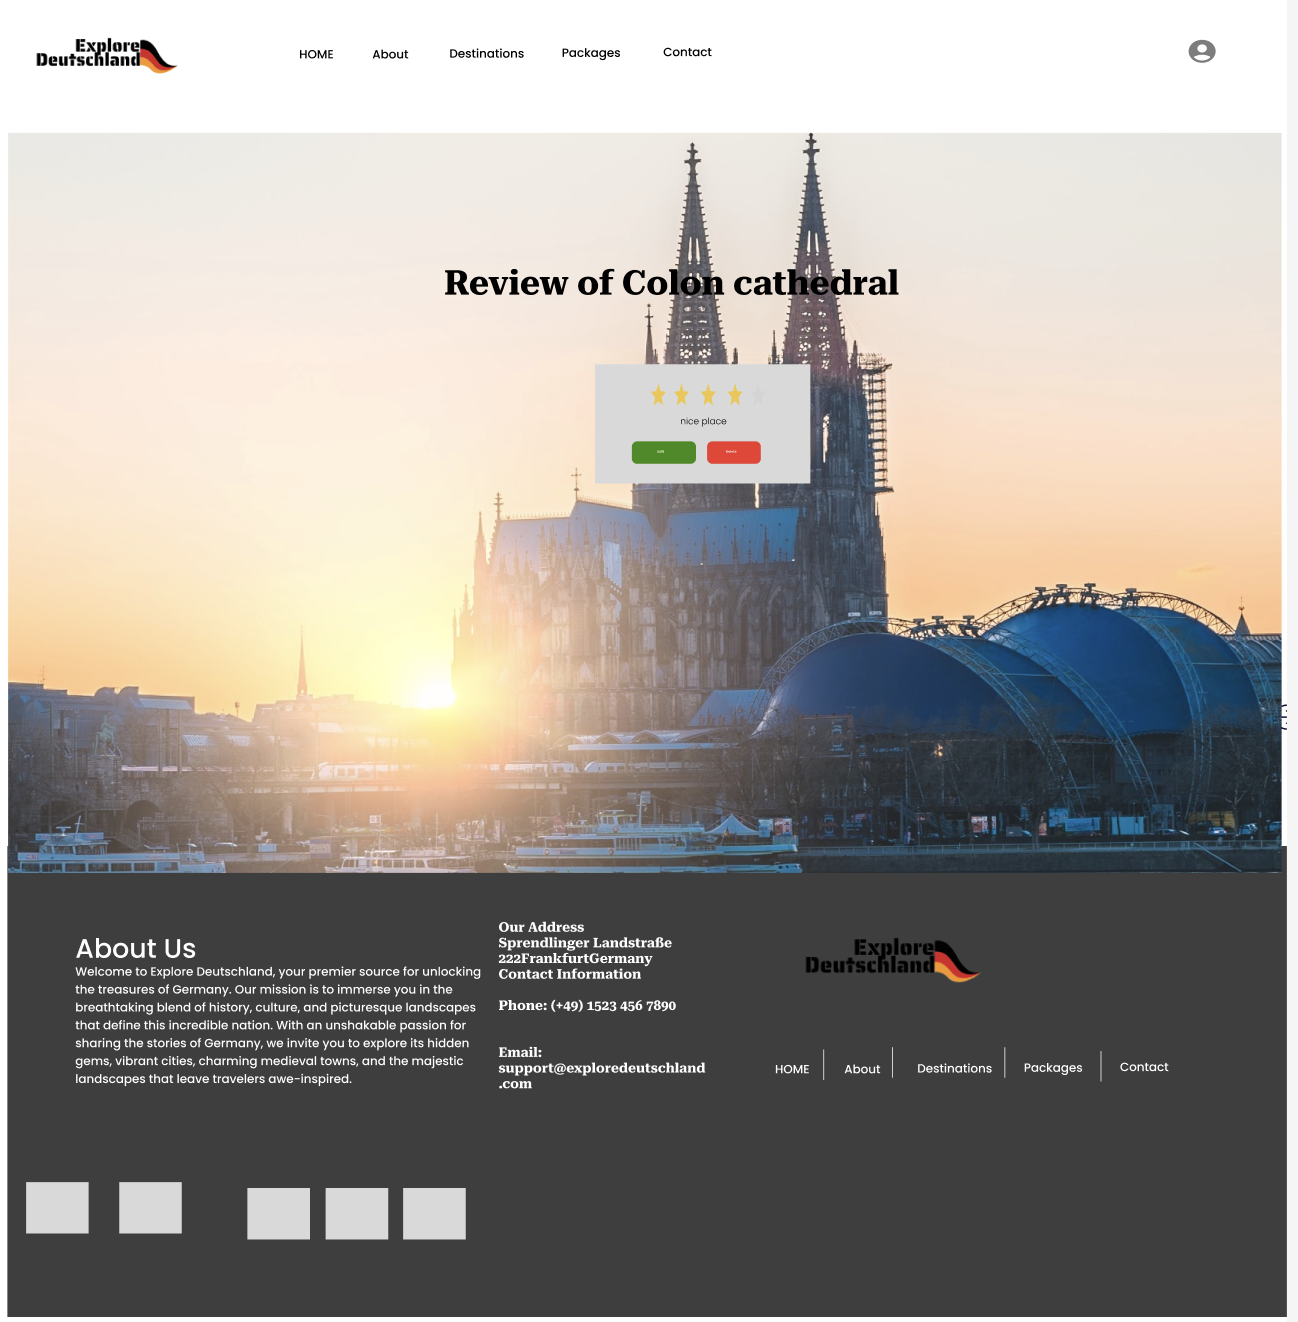 Explore
Deutschland
HOME About Destinations Packages Contact
Review of Colon cathedral
nice place
Our Address
Sprendlinger Landstraße
222FrankfurtGermany
Contact Information
Phone: (+49) 1523 456 7890
Email:
support@exploredeutschland
.com
About Us
Welcome to Explore Deutschland, your premier source for unlocking
the treasures of Germany. Our mission is to immerse you in the
breathtaking blend of history, culture, and picturesque landscapes
that define this incredible nation. With an unshakable passion for
sharing the stories of Germany, we invite you to explore its hidden
gems, vibrant cities, charming medieval towns, and the majestic
landscapes that leave travelers awe-inspired.
Explore
Deutschland
HOME About Destinations Packages Contact